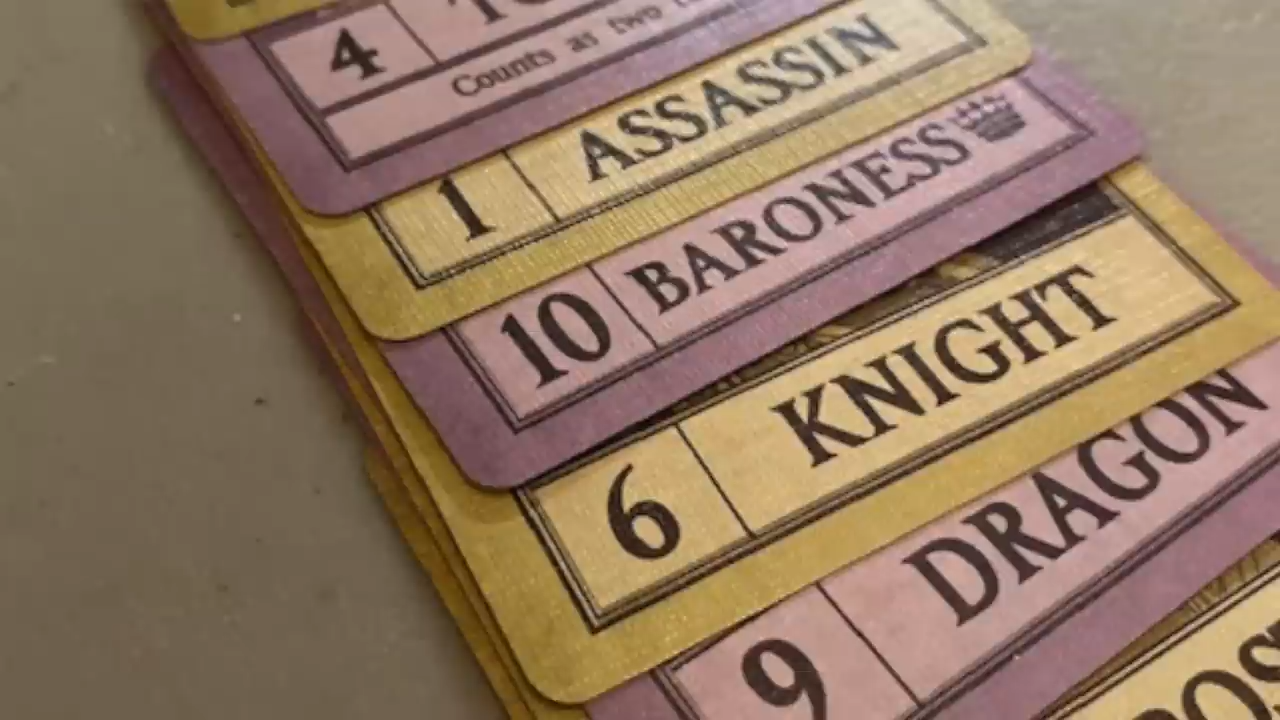 4
Counts as two
1 ASSASSIN
10 BARONESS
6 KNIGHT
9 DRAGON